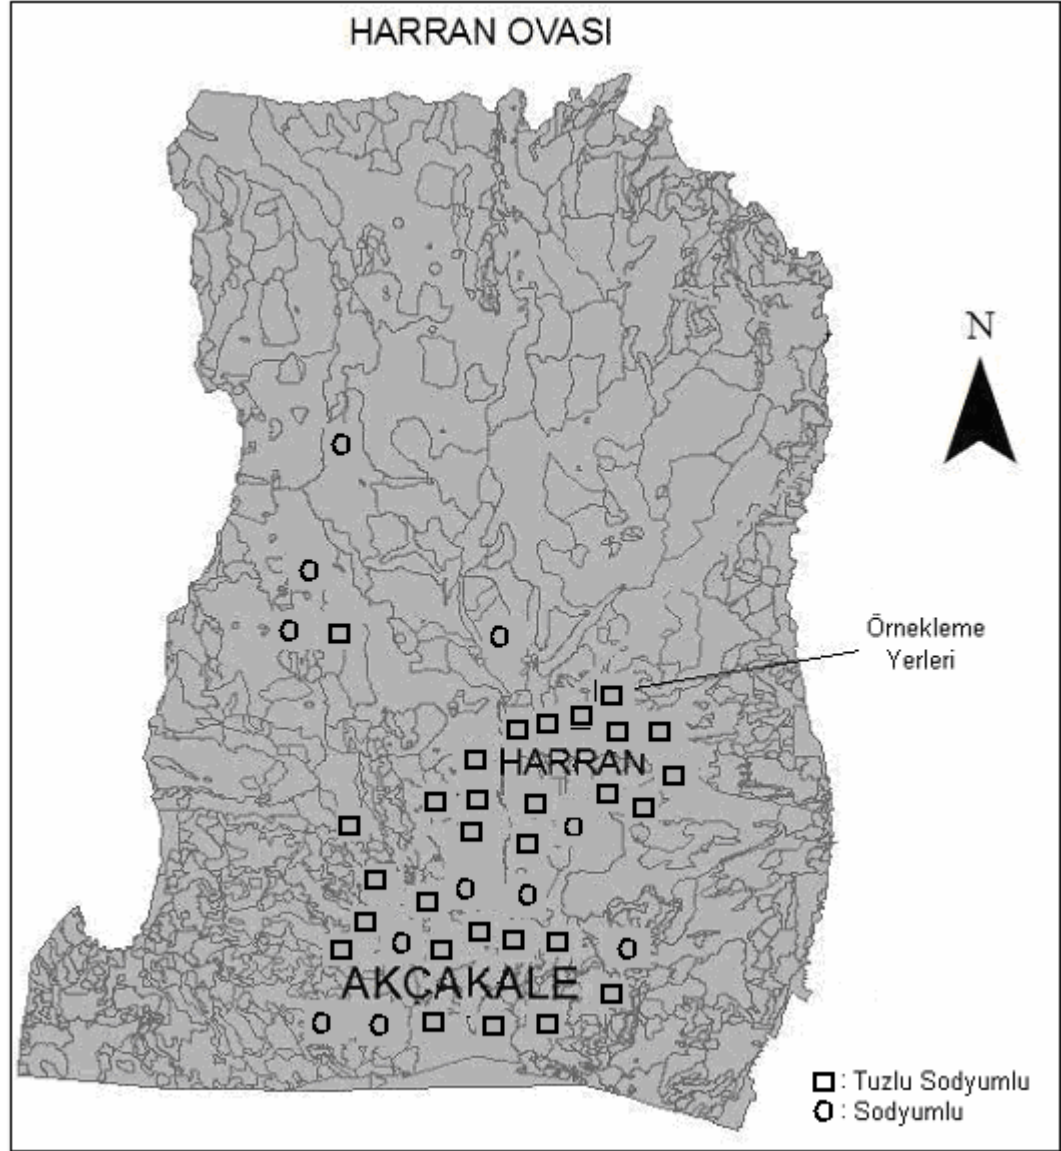 HARRAN OVASI
N
Örnekleme
Yerleri
HARRAN
AKÇAKALE
: Tuzlu Sodyumlu
: Sodyumlu